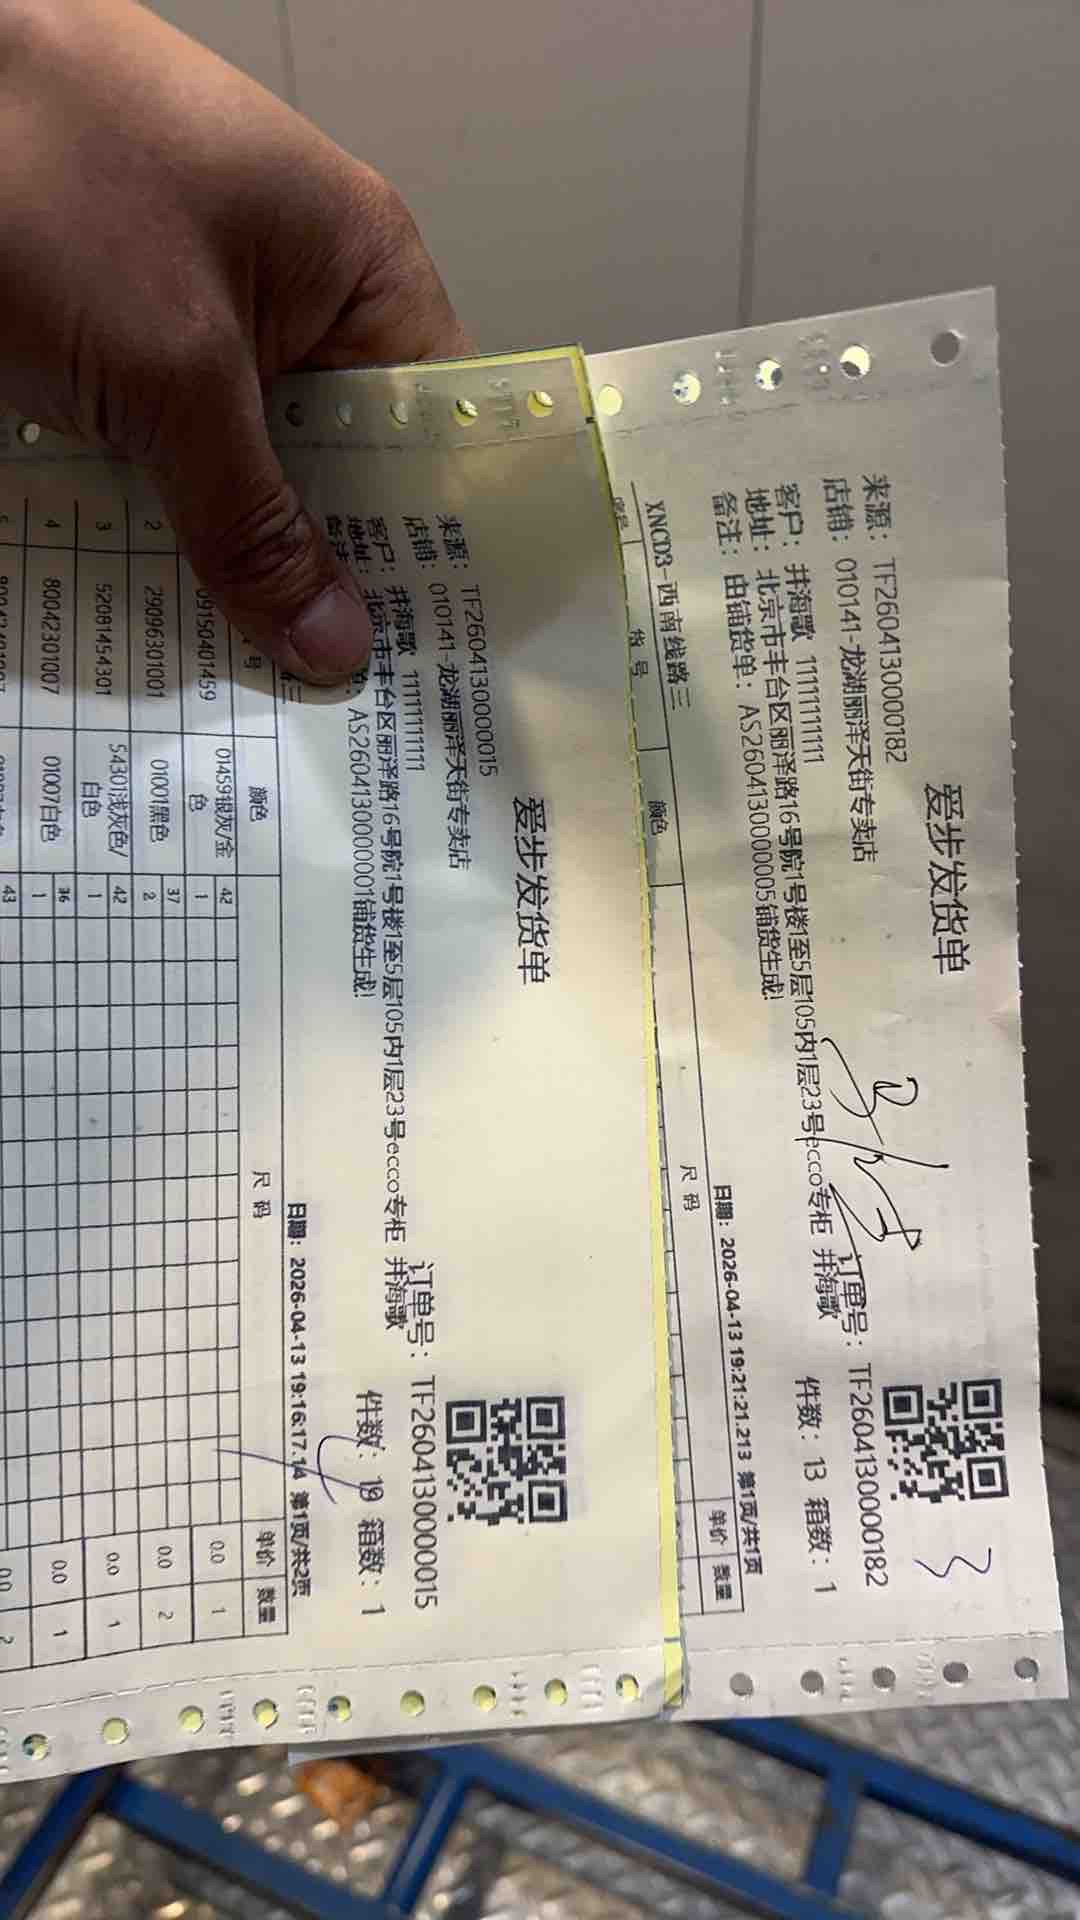 爱步发货单
来源： TF260413000182
店铺： 010141-龙湖丽泽天街专卖店
订单号： TF260413000182
3
客户： 井海歌 11111111111
件数： 13 箱数： 1
地址： 北京市丰台区丽泽路16号院1号楼1至5层105内1层23号ecco专柜 井海歌
备注： 由铺货单： AS260413000005铺货生成!
XNCD3-西南线路三
日期： 2026-04-13 19:21:21.213 第1页/共1页
货 号 颜色 尺 码 单价 数量
爱步发货单
来源： TF260413000015
店铺： 010141-龙湖丽泽天街专卖店
订单号： TF260413000015
客户： 井海歌 11111111111
件数： 箱数： 1
地址： 北京市丰台区丽泽路16号院1号楼1至5层105内1层23号ecco专柜 井海歌
AS260413000001铺货生成!
日期： 2026-04-13 19:16:17.14 第1页/共2页
号 颜色 尺 码 单价 数量
09150401459 01459银灰/金色 42 1 0.0 1
2 29096301001 01001黑色 37 2 0.0 2
3 52081454301 54301浅灰色/白色 42 1 0.0 1
4 80042301007 01007白色 36 1 0.0 1
43 0.0 2